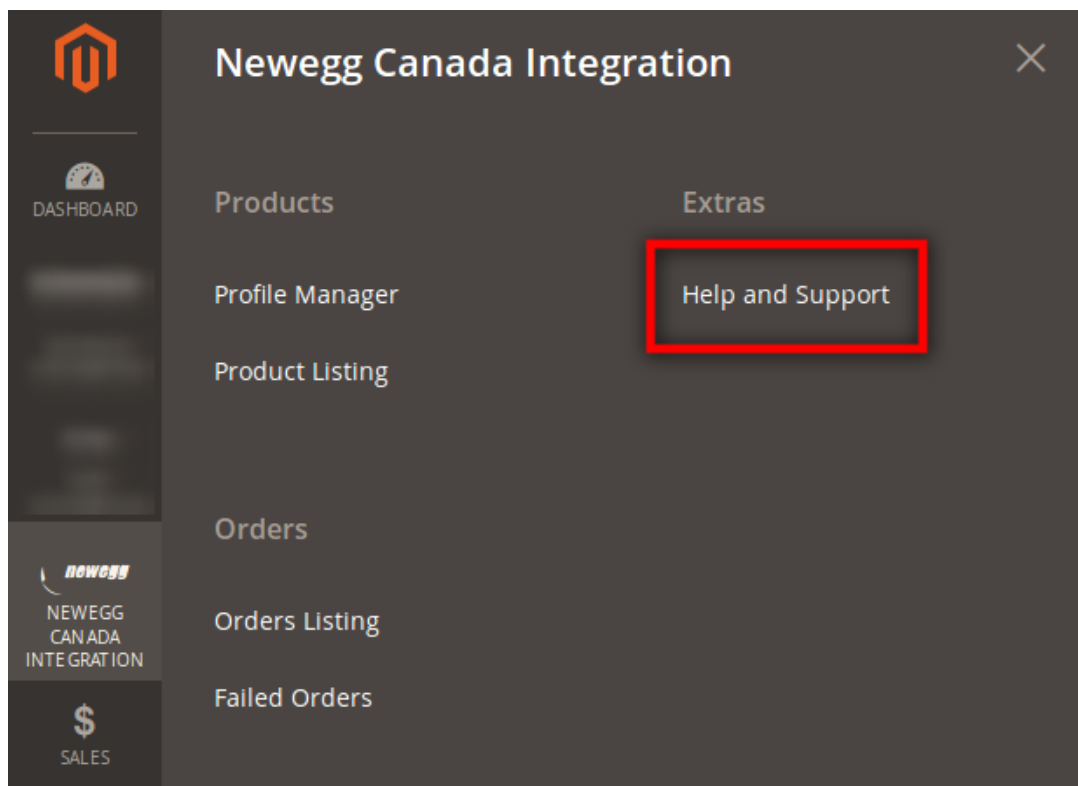 Newegg Canada Integration
DASHBOARD
Products
Extras
Profile Manager
Help and Support
Product Listing
Orders
newegg
NEWEGG
CANADA
INTEGRATION
Orders Listing
Failed Orders
$
SALES